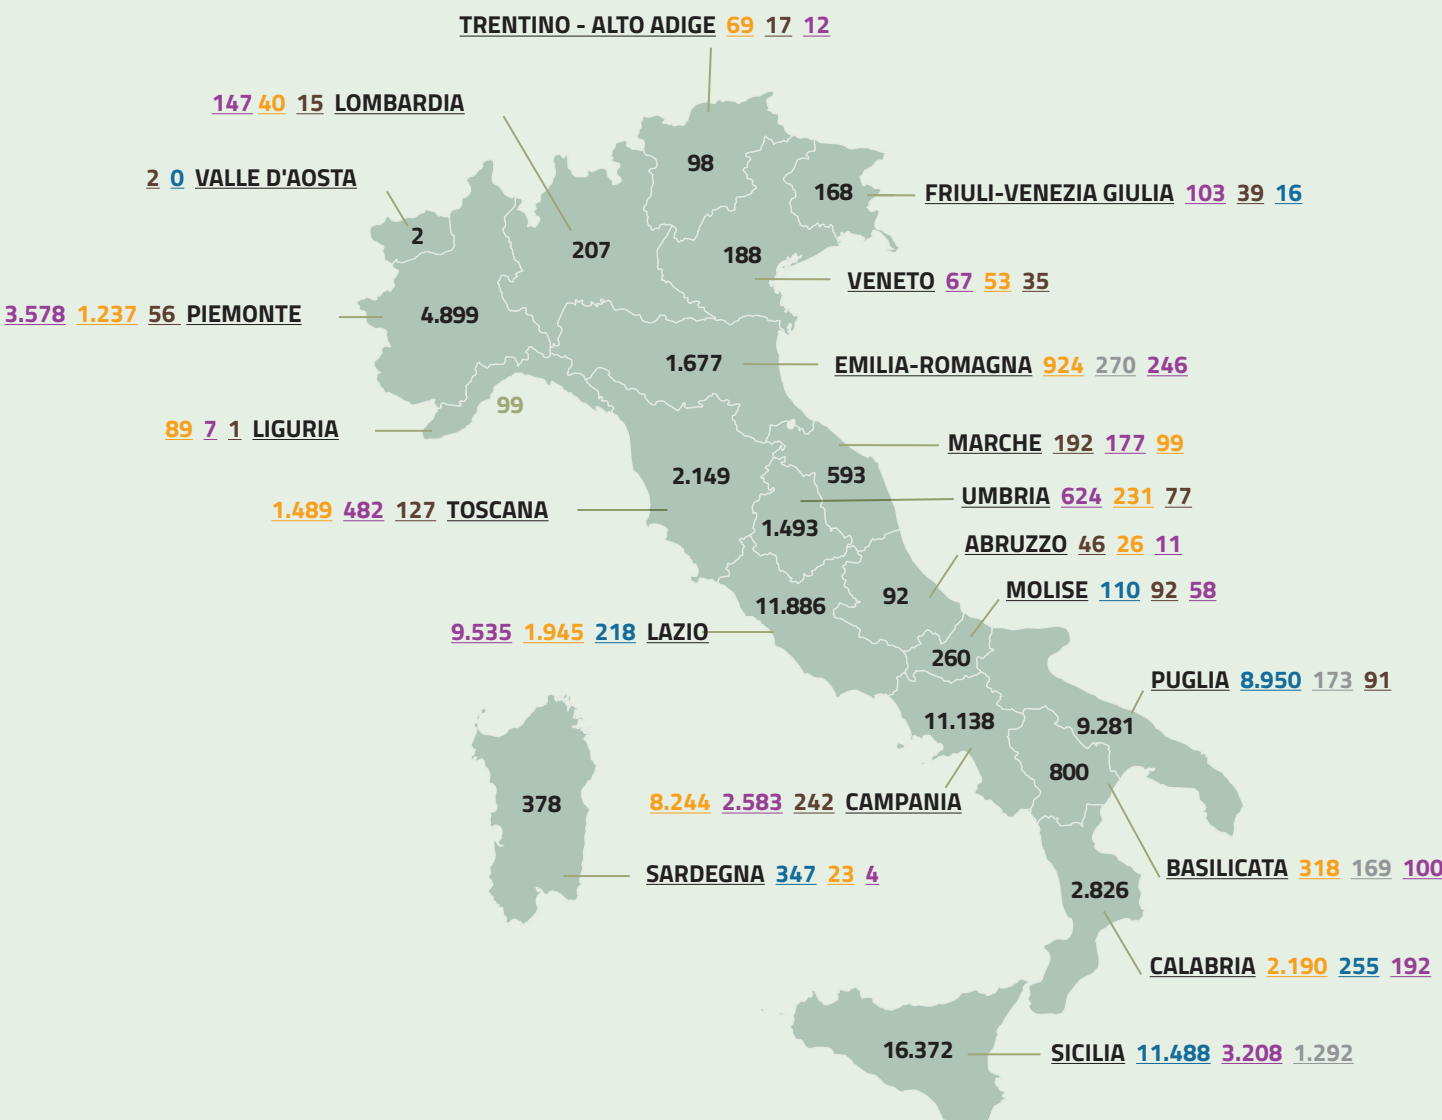 TRENTINO - ALTO ADIGE 69 17 12
147 40 15 LOMBARDIA
98
2 0 VALLE D'AOSTA
168
FRIULI-VENEZIA GIULIA 103 39 16
2
207
188
VENETO 67 53 35
3.578 1.237 56 PIEMONTE
4.899
1.677
EMILIA-ROMAGNA 924 270 246
99
89 7 1 LIGURIA
MARCHE 192 177 99
2.149
593
UMBRIA 624 231 77
1.489 482 127 TOSCANA
1.493
ABRUZZO 46 26 11
92
MOLISE 110 92 58
11.886
9.535 1.945 218 LAZIO
260
PUGLIA 8.950 173 91
11.138
9.281
800
378
8.244 2.583 242 CAMPANIA
BASILICATA 318 169 100
SARDEGNA 347 23 4
2.826
CALABRIA 2.190 255 192
16.372
SICILIA 11.488 3.208 1.292